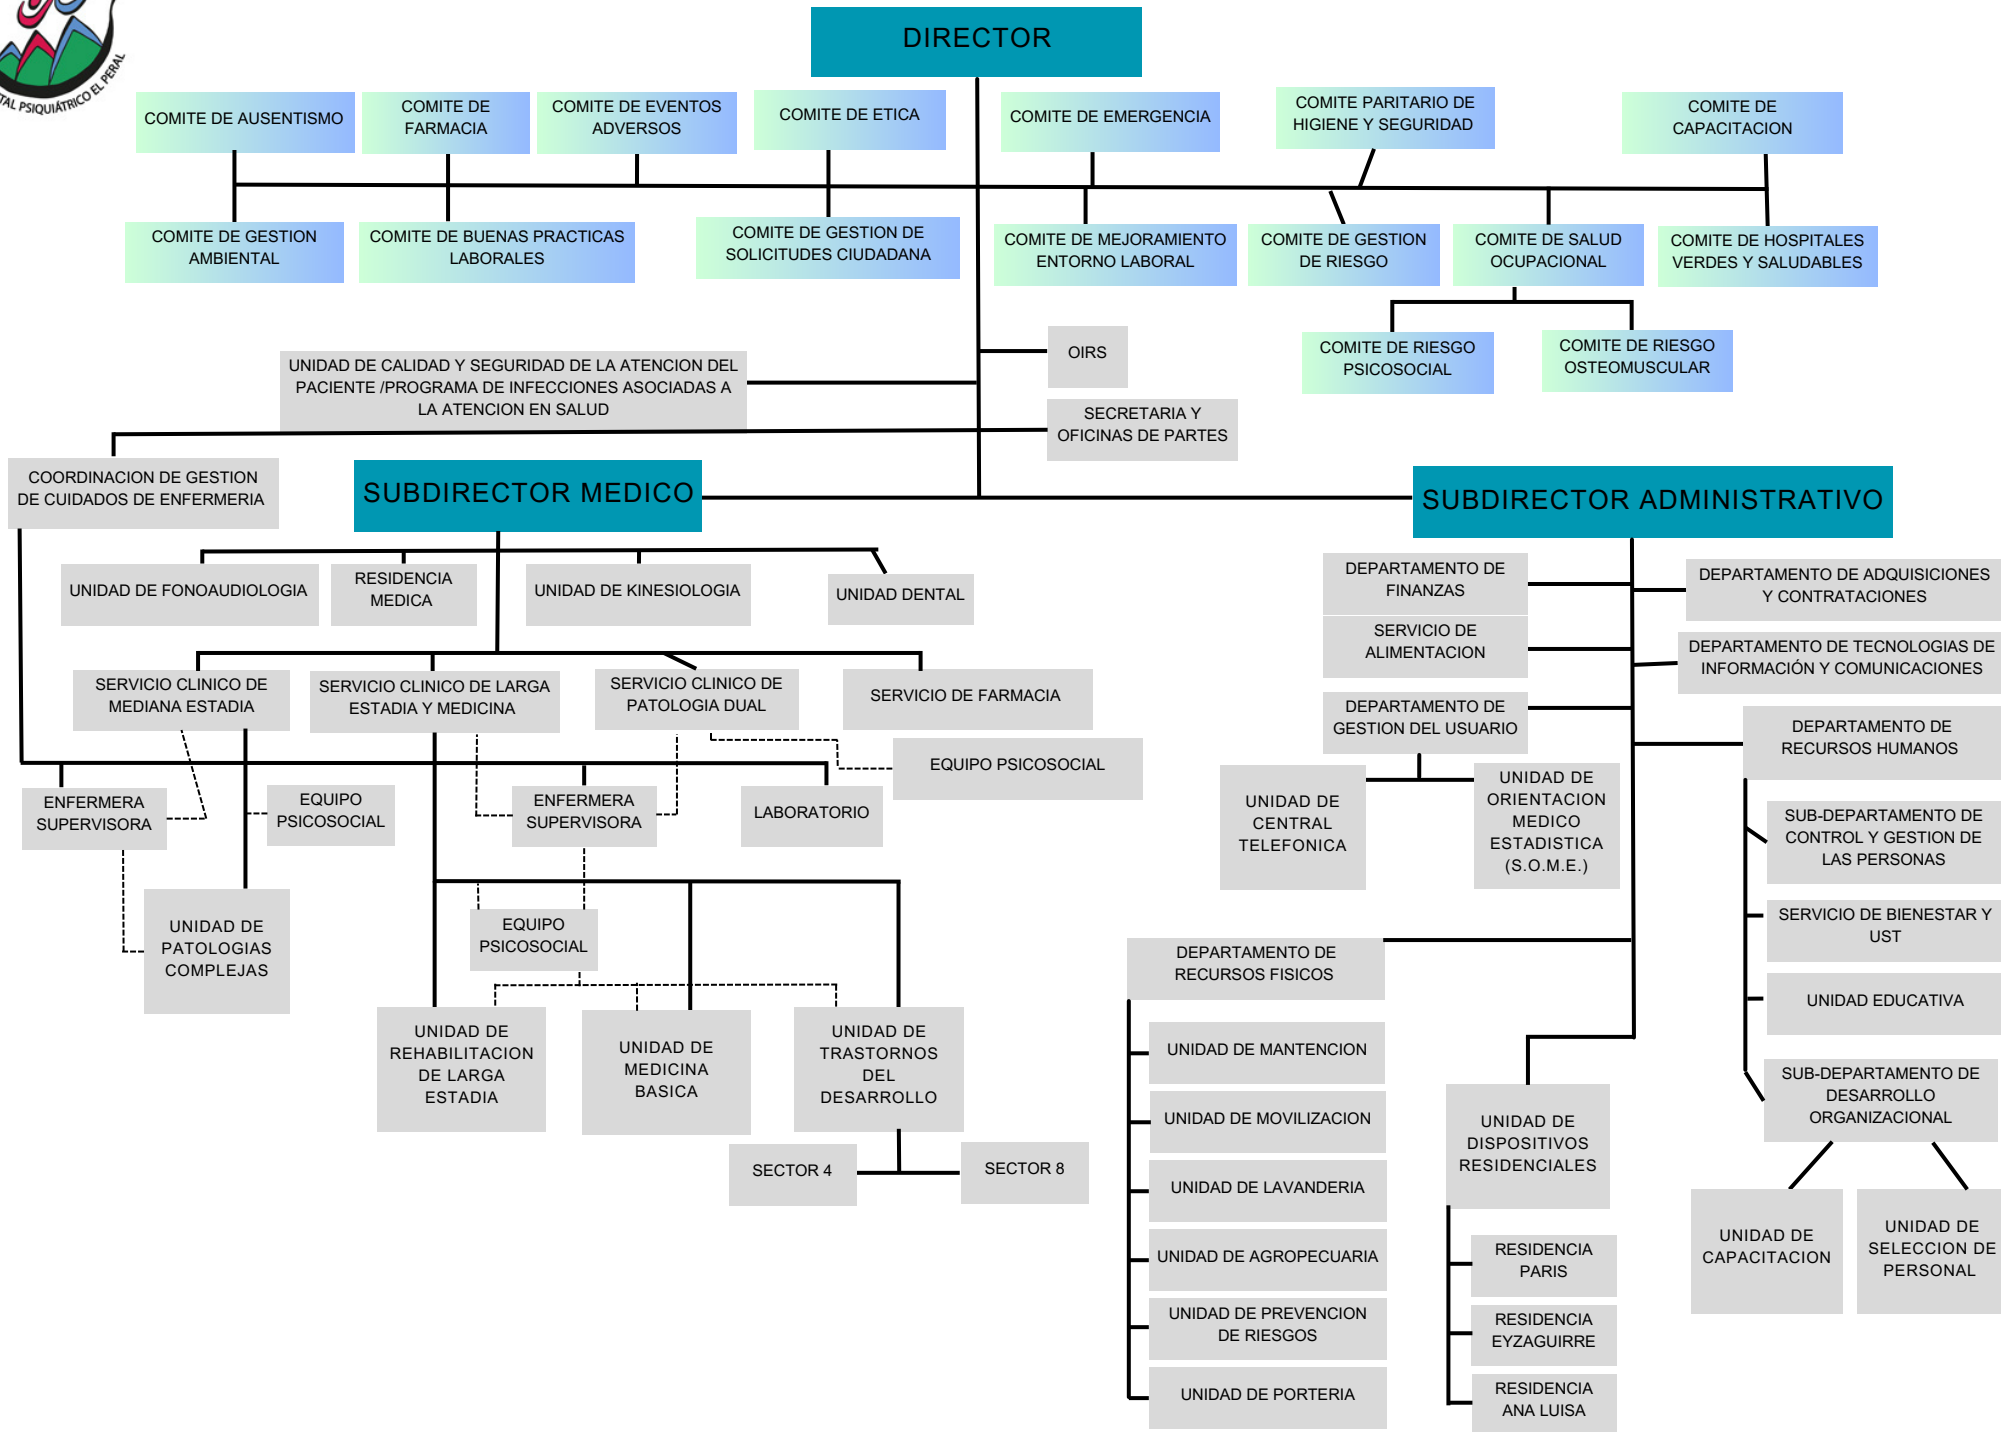 DIRECTOR
COMITE DE AUSENTISMO
COMITE DE
FARMACIA
COMITE DE EVENTOS
ADVERSOS
COMITE DE ETICA
COMITE DE EMERGENCIA
COMITE PARITARIO DE
HIGIENE Y SEGURIDAD
COMITE DE
CAPACITACION
PSIQUIÁTRICO EL PERAL
COMITE DE GESTION
AMBIENTAL
COMITE DE BUENAS PRACTICAS
LABORALES
COMITE DE GESTION DE
SOLICITUDES CIUDADANA
COMITE DE MEJORAMIENTO
ENTORNO LABORAL
COMITE DE GESTION
DE RIESGO
COMITE DE SALUD
OCUPACIONAL
COMITE DE HOSPITALES
VERDES Y SALUDABLES
COMITE DE RIESGO
PSICOSOCIAL
COMITE DE RIESGO
OSTEOMUSCULAR
OIRS
UNIDAD DE CALIDAD Y SEGURIDAD DE LA ATENCION DEL
PACIENTE /PROGRAMA DE INFECCIONES ASOCIADAS A
LA ATENCION EN SALUD
SECRETARIA Y
OFICINAS DE PARTES
COORDINACION DE GESTION
DE CUIDADOS DE ENFERMERIA
SUBDIRECTOR MEDICO
SUBDIRECTOR ADMINISTRATIVO
UNIDAD DE FONOAUDIOLOGIA
RESIDENCIA
MEDICA
UNIDAD DE KINESIOLOGIA
UNIDAD DENTAL
SERVICIO CLINICO DE
MEDIANA ESTADIA
SERVICIO CLINICO DE LARGA
ESTADIA Y MEDICINA
SERVICIO CLINICO DE
PATOLOGIA DUAL
SERVICIO DE FARMACIA
EQUIPO PSICOSOCIAL
ENFERMERA
SUPERVISORA
EQUIPO
PSICOSOCIAL
ENFERMERA
SUPERVISORA
LABORATORIO
UNIDAD DE
PATOLOGIAS
COMPLEJAS
EQUIPO
PSICOSOCIAL
UNIDAD DE
REHABILITACION
DE LARGA
ESTADIA
UNIDAD DE
MEDICINA
BASICA
UNIDAD DE
TRASTORNOS
DEL
DESARROLLO
SECTOR 4
SECTOR 8
DEPARTAMENTO DE
FINANZAS
DEPARTAMENTO DE ADQUISICIONES
Y CONTRATACIONES
SERVICIO DE
ALIMENTACION
DEPARTAMENTO DE TECNOLOGIAS DE
INFORMACIÓN Y COMUNICACIONES
DEPARTAMENTO DE
GESTION DEL USUARIO
DEPARTAMENTO DE
RECURSOS HUMANOS
UNIDAD DE
CENTRAL
TELEFONICA
UNIDAD DE
ORIENTACION
MEDICO
ESTADISTICA
(S.O.M.E.)
SUB-DEPARTAMENTO DE
CONTROL Y GESTION DE
LAS PERSONAS
SERVICIO DE BIENESTAR Y
UST
UNIDAD EDUCATIVA
SUB-DEPARTAMENTO DE
DESARROLLO
ORGANIZACIONAL
UNIDAD DE
CAPACITACION
UNIDAD DE
SELECCION DE
PERSONAL
DEPARTAMENTO DE
RECURSOS FISICOS
UNIDAD DE MANTENCION
UNIDAD DE MOVILIZACION
UNIDAD DE LAVANDERIA
UNIDAD DE AGROPECUARIA
UNIDAD DE PREVENCION
DE RIESGOS
UNIDAD DE PORTERIA
UNIDAD DE
DISPOSITIVOS
RESIDENCIALES
RESIDENCIA
PARIS
RESIDENCIA
EYZAGUIRRE
RESIDENCIA
ANA LUISA